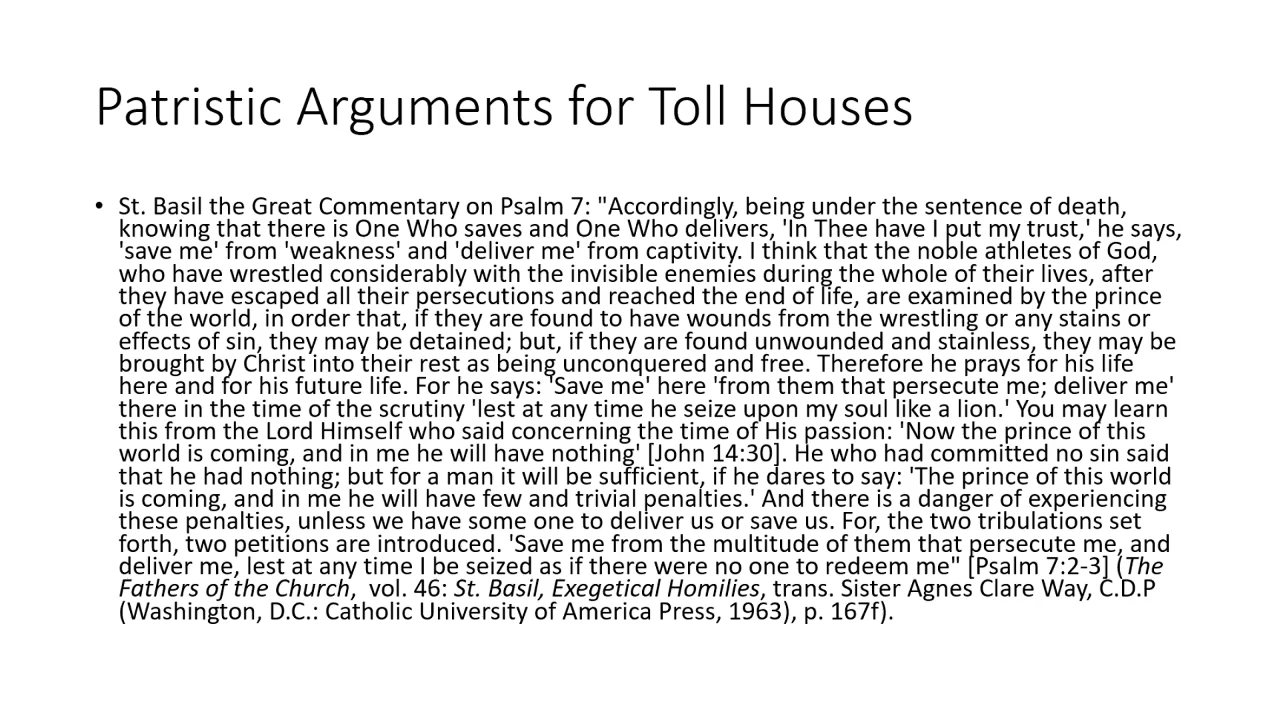 Patristic Arguments for Toll Houses
• St. Basil the Great Commentary on Psalm 7: "Accordingly, being under the sentence of death,
knowing that there is One Who saves and One Who delivers, 'In Thee have I put my trust,' he says,
'save me' from 'weakness' and 'deliver me' from captivity. I think that the noble athletes of God,
who have wrestled considerably with the invisible enemies during the whole of their lives, after
they have escaped all their persecutions and reached the end of life, are examined by the prince
of the world, in order that, if they are found to have wounds from the wrestling or any stains or
effects of sin, they may be detained; but, if they are found unwounded and stainless, they may be
brought by Christ into their rest as being unconquered and free. Therefore he prays for his life
here and for his future life. For he says: 'Save me' here 'from them that persecute me; deliver me'
there in the time of the scrutiny 'lest at any time he seize upon my soul like a lion.' You may learn
this from the Lord Himself who said concerning the time of His passion: 'Now the prince of this
world is coming, and in me he will have nothing' [John 14:30]. He who had committed no sin said
that he had nothing; but for a man it will be sufficient, if he dares to say: 'The prince of this world
is coming, and in me he will have few and trivial penalties.' And there is a danger of experiencing
these penalties, unless we have some one to deliver us or save us. For, the two tribulations set
forth, two petitions are introduced. 'Save me from the multitude of them that persecute me, and
deliver me, lest at any time I be seized as if there were no one to redeem me" [Psalm 7:2-3] (The
Fathers of the Church, vol. 46: St. Basil, Exegetical Homilies, trans. Sister Agnes Clare Way, C.D.P
(Washington, D.C.: Catholic University of America Press, 1963), p. 167f).